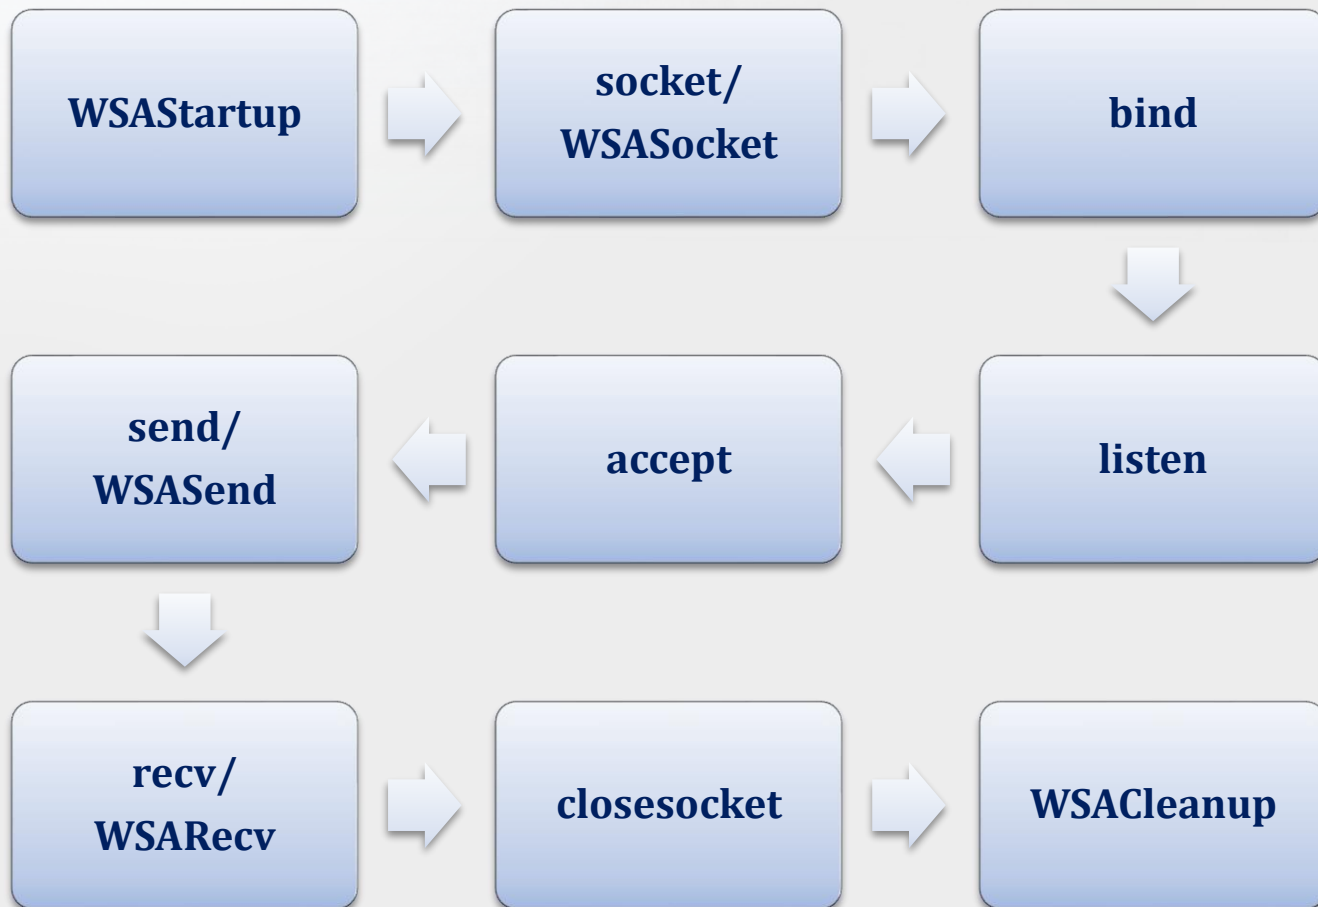 WSAStartup
socket/
WSASocket
bind
listen
accept
send/
WSASend
recv/
WSARecv
closesocket
WSACleanup